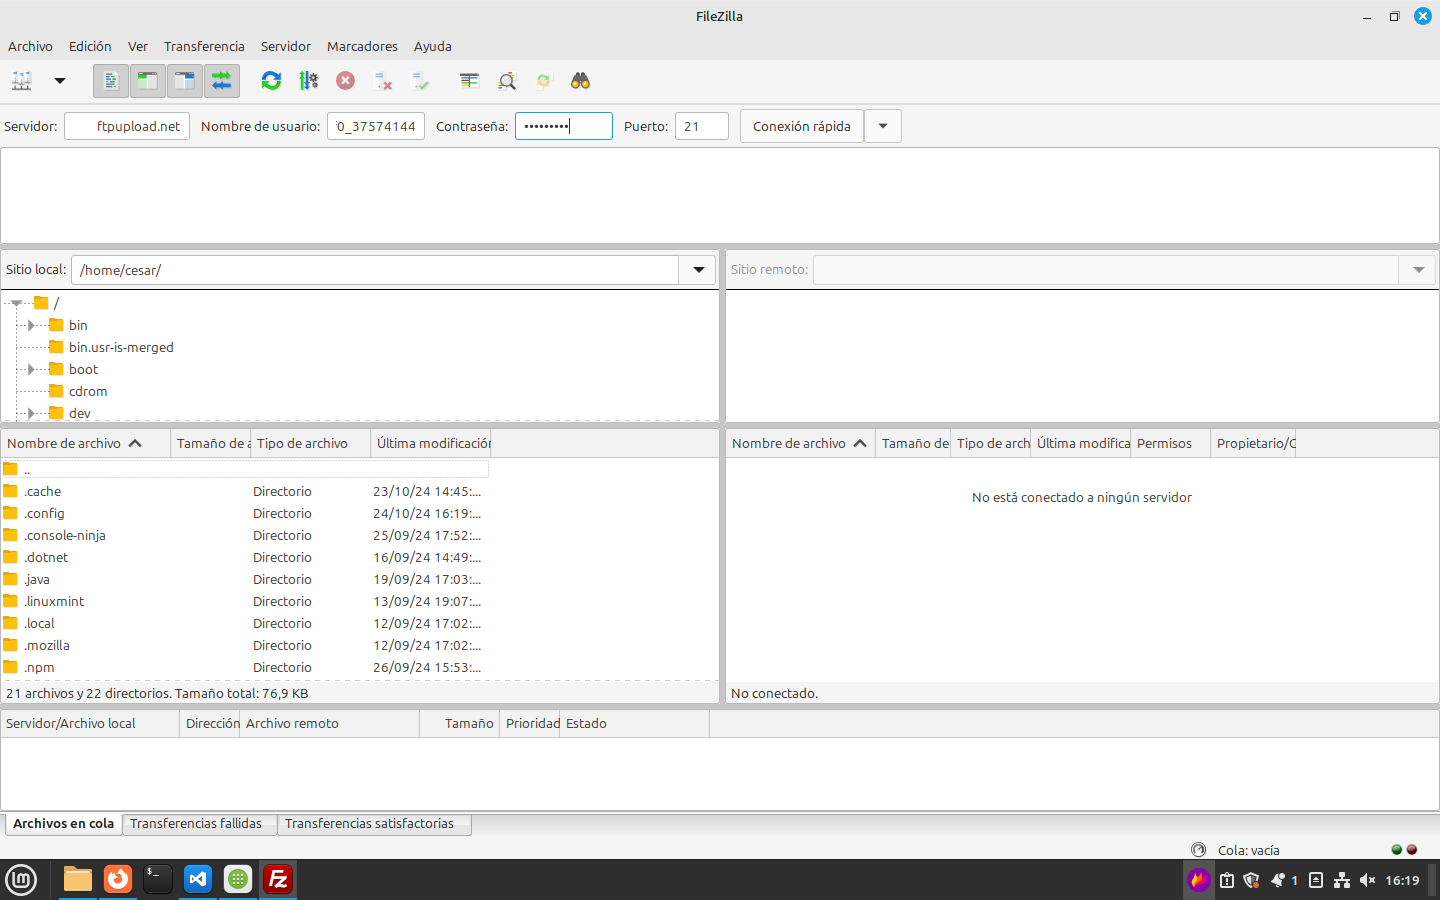 FileZilla
Archivo Edición Ver Transferencia Servidor Marcadores Ayuda
Servidor: ftpupload.net Nombre de usuario: 0_37574144 Contraseña: ••••••••• Puerto: 21 Conexión rápida
Sitio local: /home/cesar/
Sitio remoto:
/
bin
bin.usr-is-merged
boot
cdrom
dev
Nombre de archivo Tamaño de a Tipo de archivo Última modificación
..
.cache Directorio 23/10/24 14:45:...
.config Directorio 24/10/24 16:19:...
.console-ninja Directorio 25/09/24 17:52:...
.dotnet Directorio 16/09/24 14:49:...
.java Directorio 19/09/24 17:03:...
.linuxmint Directorio 13/09/24 19:07:...
.local Directorio 12/09/24 17:02:...
.mozilla Directorio 12/09/24 17:02:...
.npm Directorio 26/09/24 15:53:...
21 archivos y 22 directorios. Tamaño total: 76,9 KB
Nombre de archivo Tamaño de Tipo de arch Última modifica Permisos Propietario/G
No está conectado a ningún servidor
No conectado.
Servidor/Archivo local Dirección Archivo remoto Tamaño Prioridad Estado
Archivos en cola Transferencias fallidas Transferencias satisfactorias
Cola: vacía
$_
Fz
1
16:19